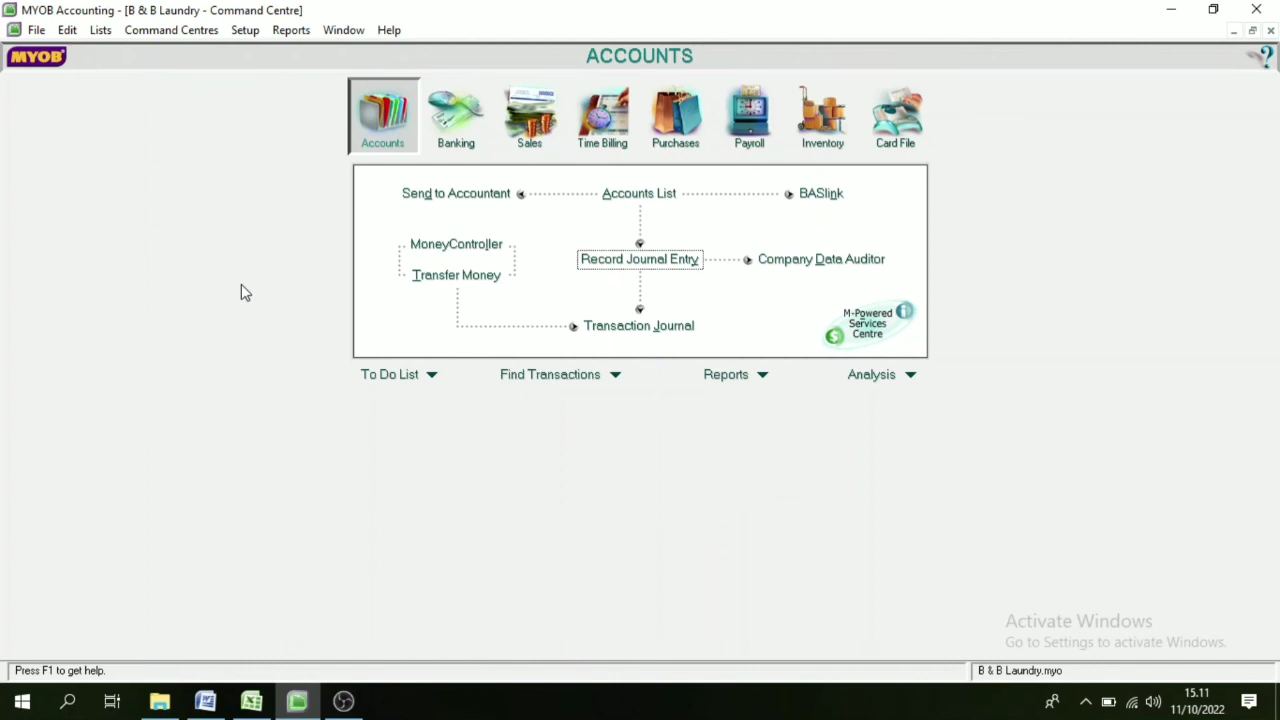 MYOB Accounting - [B & B Laundry - Command Centre]
File Edit Lists Command Centres Setup Reports Window Help
MYOB
ACCOUNTS
Accounts Banking Sales Time Billing Purchases Payroll Inventory Card File
Send to Accountant Accounts List BASlink
MoneyController
Record Journal Entry Company Data Auditor
Transfer Money
M-Powered
Services
Centre
Transaction Journal
To Do List Find Transactions Reports Analysis
Activate Windows
Go to Settings to activate Windows.
Press F1 to get help. B & B Laundry.myo
15.11
11/10/2022